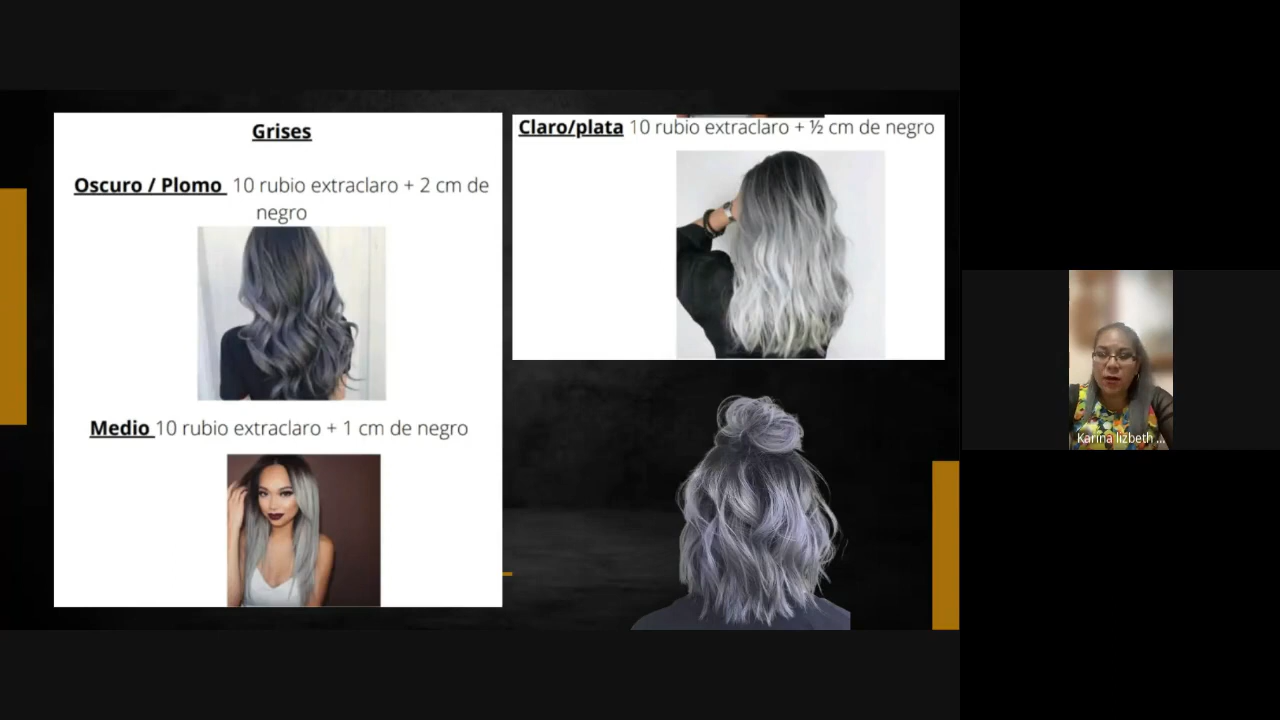 Grises
Oscuro / Plomo 10 rubio extraclaro + 2 cm de
negro
Medio 10 rubio extraclaro + 1 cm de negro
Claro/plata 10 rubio extraclaro + ½ cm de negro
Karina lizbeth ...